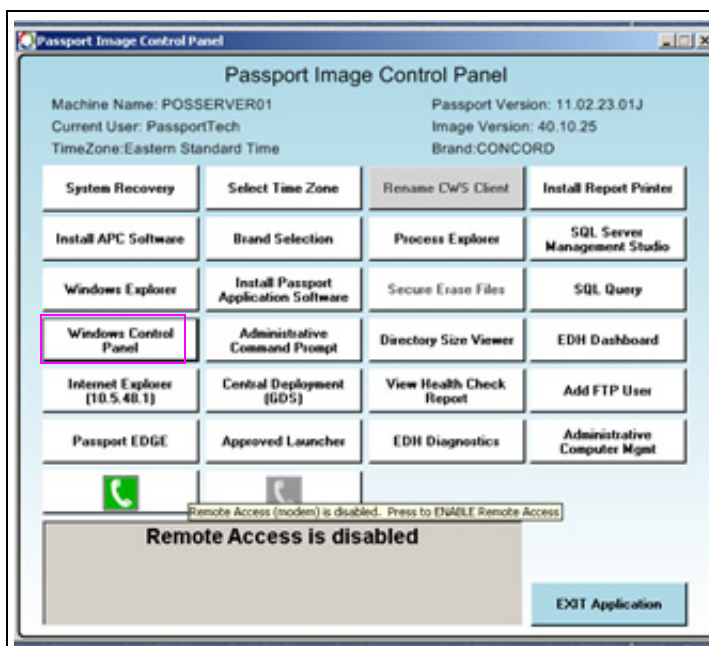 Passport Image Control Panel
Passport Image Control Panel
Machine Name: POSSERVER01 Passport Version: 11.02.23.01J
Current User: PassportTech Image Version: 40.10.25
TimeZone:Eastern Standard Time Brand:CONCORD
System Recovery Select Time Zone Rename CWS Client Install Report Printer
Install APC Software Brand Selection Process Explorer SQL Server
Management Studio
Windows Explorer Install Passport
Application Software Secure Erase Files SQL Query
Windows Control
Panel Administrative
Command Prompt Directory Size Viewer EDH Dashboard
Internet Explorer
(10.5.48.1) Central Deployment
(GDS) View Health Check
Report Add FTP User
Passport EDGE Approved Launcher EDH Diagnostics Administrative
Computer Mgmt
Remote Access (modem) is disabled. Press to ENABLE Remote Access
Remote Access is disabled
EXIT Application